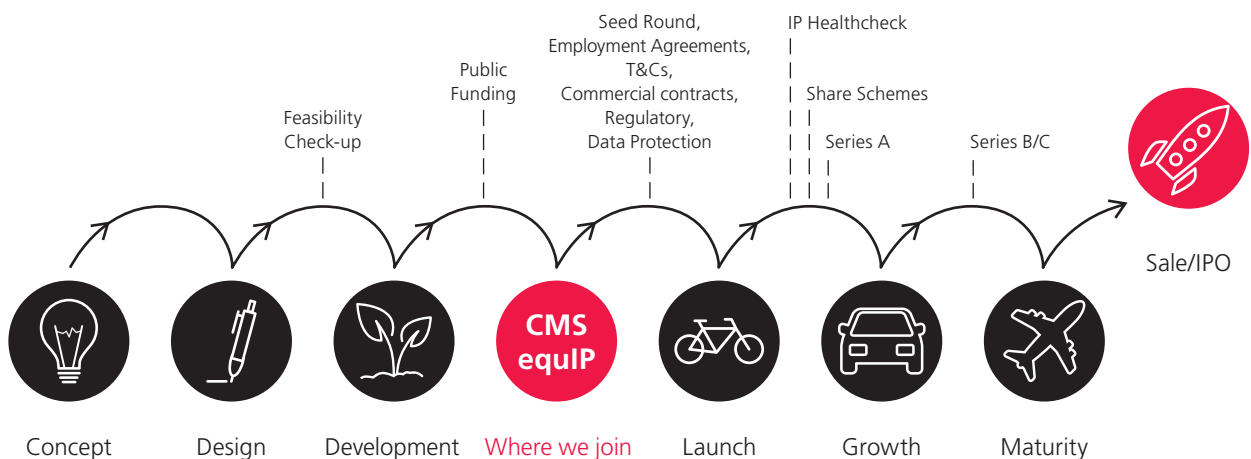 Seed Round,
Employment Agreements,
T&Cs,
Commercial contracts,
Regulatory,
Data Protection
IP Healthcheck
Public
Funding
Share Schemes
Feasibility
Check-up
Series A
Series B/C
Sale/IPO
CMS
equIP
Concept
Design
Development
Where we join
Launch
Growth
Maturity